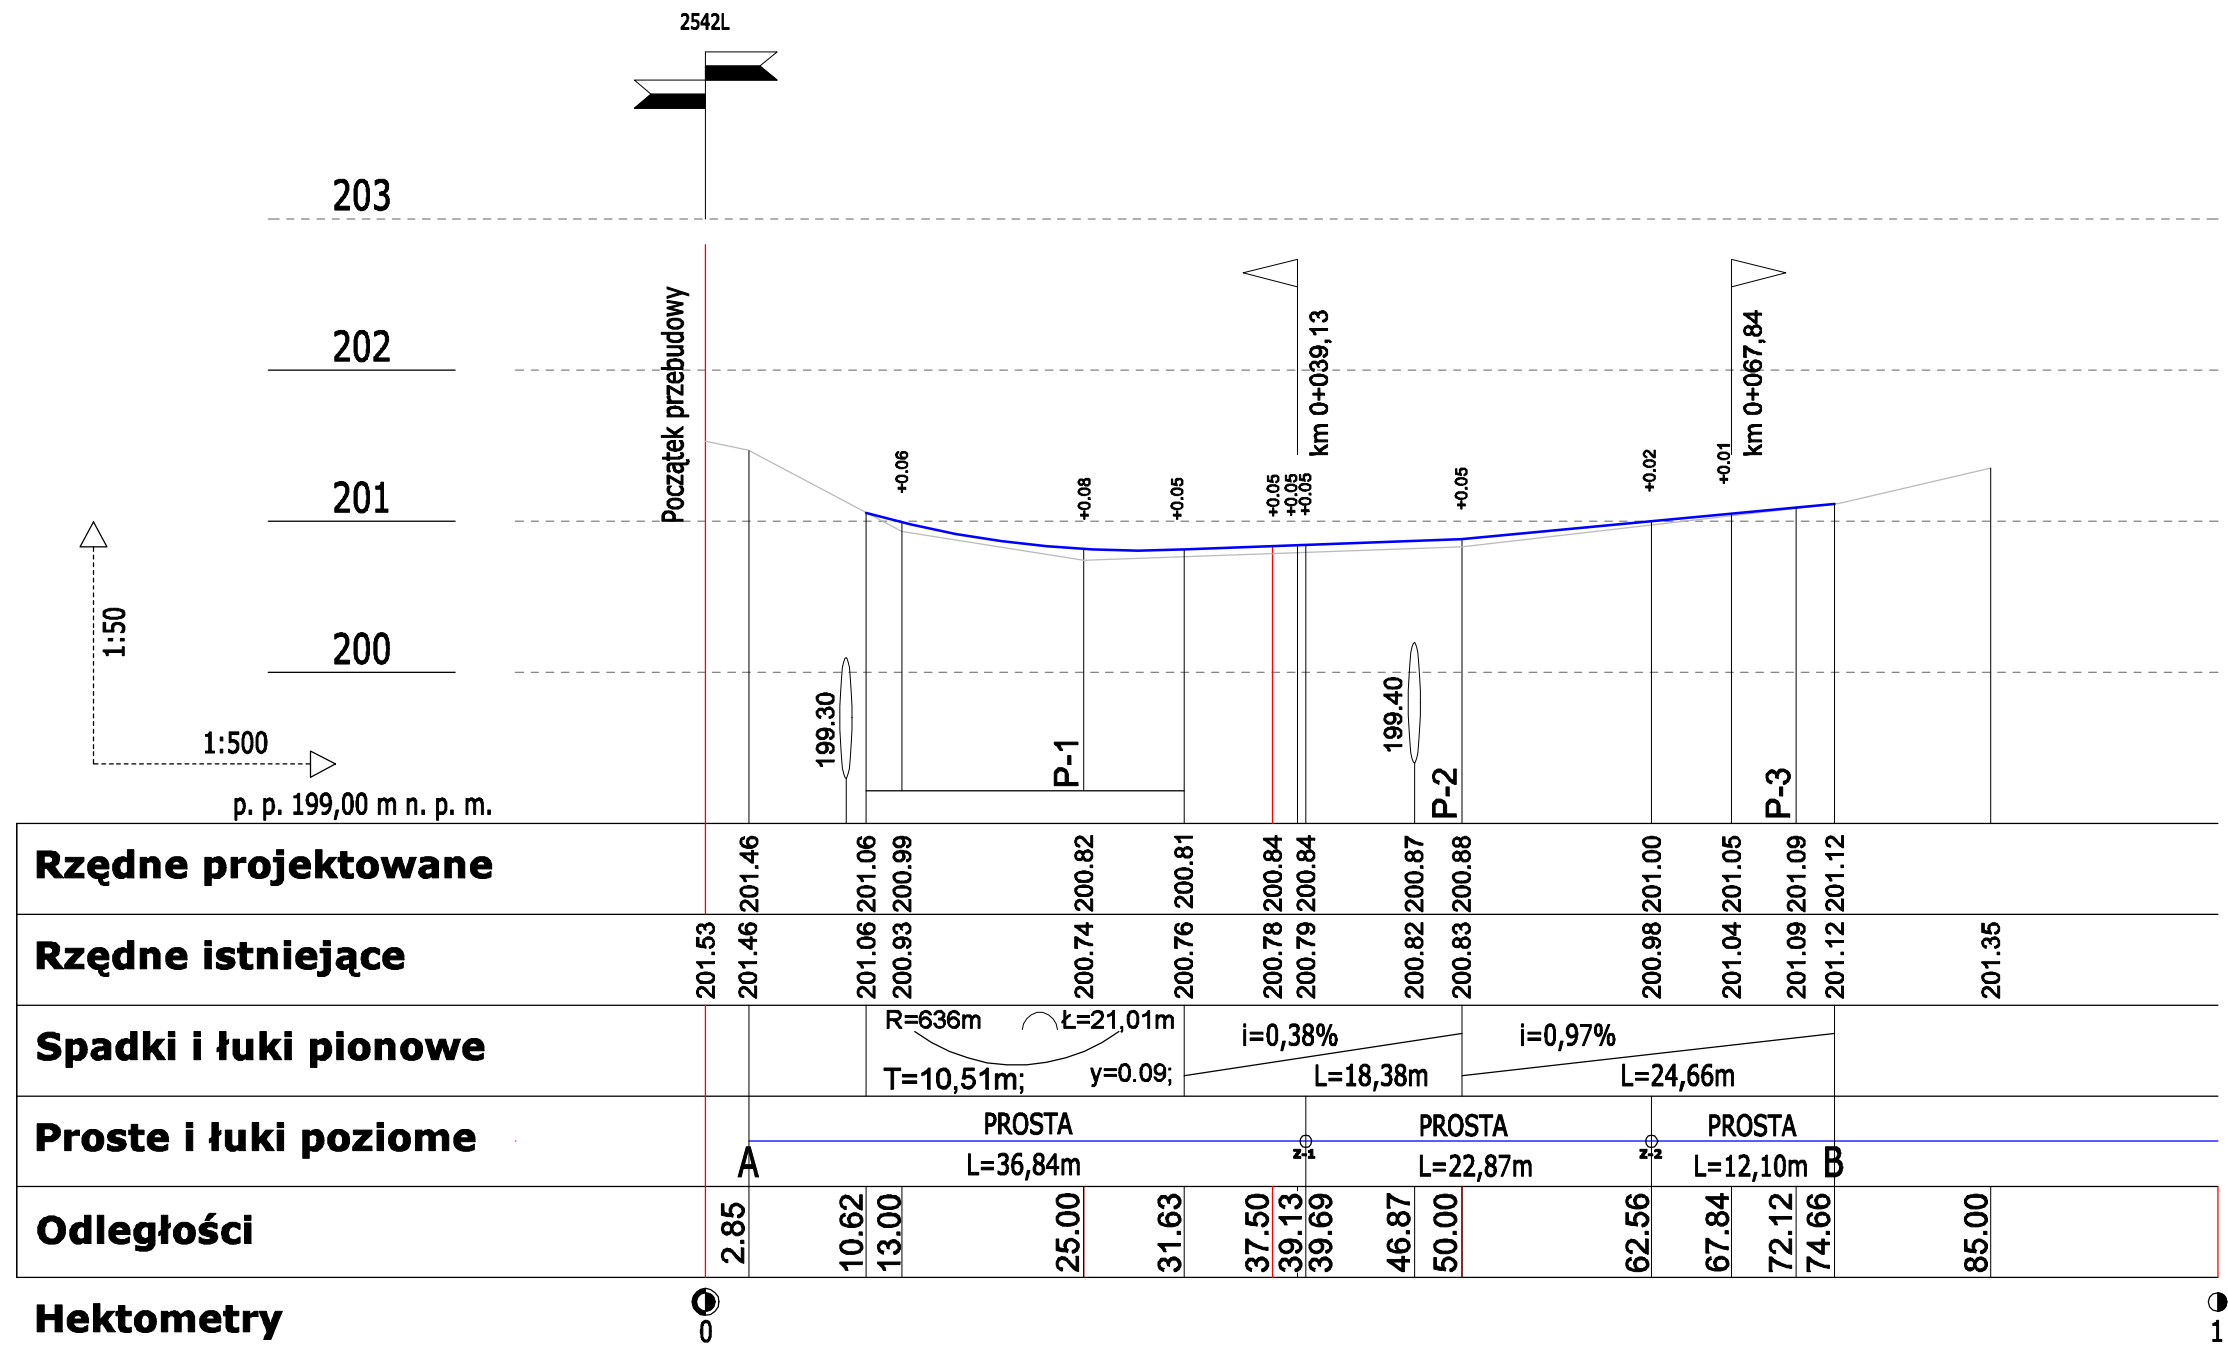 2542L
203
202
201
200
1:50
1:500
p. p. 199,00 m n. p. m.
Początek przebudowy
km 0+039,13
km 0+067,84
+0.06
+0.08
+0.05
+0.05
+0.05
+0.05
+0.05
+0.02
+0.01
199.30
P-1
199.40
P-2
P-3
Rzędne projektowane
201.46
201.06
200.99
200.82
200.81
200.84
200.84
200.87
200.88
201.00
201.05
201.09
201.12
Rzędne istniejące
201.53
201.46
201.06
200.93
200.74
200.76
200.78
200.79
200.82
200.83
200.98
201.04
201.09
201.12
201.35
Spadki i łuki pionowe
R=636m
Ł=21,01m
T=10,51m;
y=0.09;
i=0,38%
L=18,38m
i=0,97%
L=24,66m
Proste i łuki poziome
A
PROSTA
L=36,84m
z-1
PROSTA
L=22,87m
z-2
PROSTA
L=12,10m
B
Odległości
2.85
10.62
13.00
25.00
31.63
37.50
39.13
39.69
46.87
50.00
62.56
67.84
72.12
74.66
85.00
Hektometry
0
1